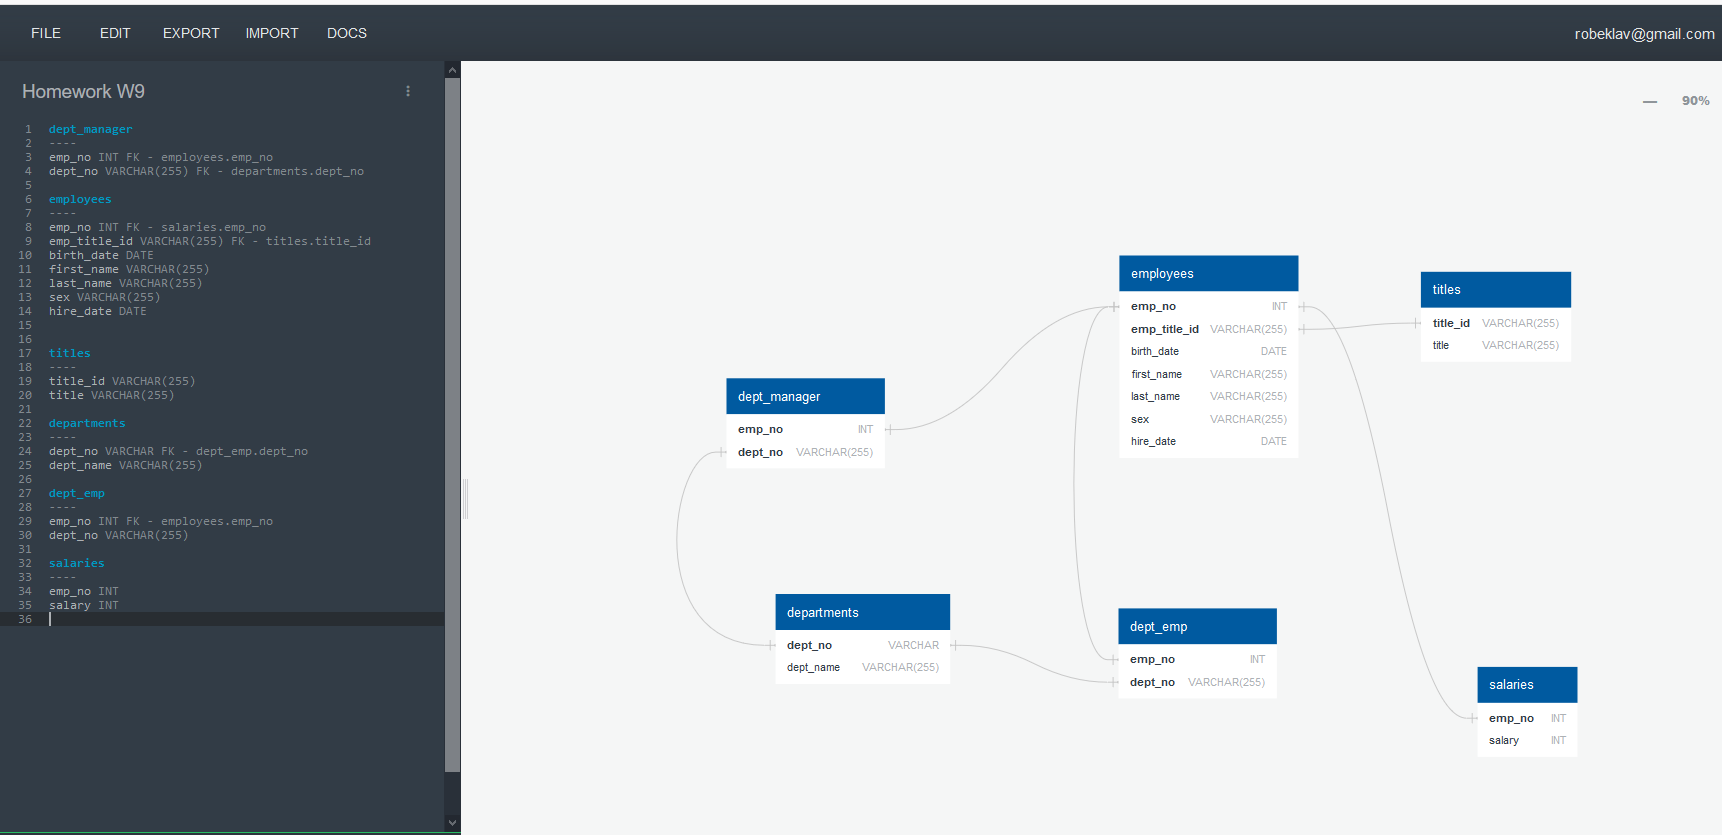 FILE EDIT EXPORT IMPORT DOCS robeklav@gmail.com
Homework W9
90%
1 dept_manager
2 ----
3 emp_no INT FK - employees.emp_no
4 dept_no VARCHAR(255) FK - departments.dept_no
5
6 employees
7 ----
8 emp_no INT FK - salaries.emp_no
9 emp_title_id VARCHAR(255) FK - titles.title_id
10 birth_date DATE
11 first_name VARCHAR(255)
12 last_name VARCHAR(255)
13 sex VARCHAR(255)
14 hire_date DATE
15
16
17 titles
18 ----
19 title_id VARCHAR(255)
20 title VARCHAR(255)
21
22 departments
23 ----
24 dept_no VARCHAR FK - dept_emp.dept_no
25 dept_name VARCHAR(255)
26
27 dept_emp
28 ----
29 emp_no INT FK - employees.emp_no
30 dept_no VARCHAR(255)
31
32 salaries
33 ----
34 emp_no INT
35 salary INT
36
employees
emp_no INT
emp_title_id VARCHAR(255)
birth_date DATE
first_name VARCHAR(255)
last_name VARCHAR(255)
sex VARCHAR(255)
hire_date DATE
titles
title_id VARCHAR(255)
title VARCHAR(255)
dept_manager
emp_no INT
dept_no VARCHAR(255)
departments
dept_no VARCHAR
dept_name VARCHAR(255)
dept_emp
emp_no INT
dept_no VARCHAR(255)
salaries
emp_no INT
salary INT